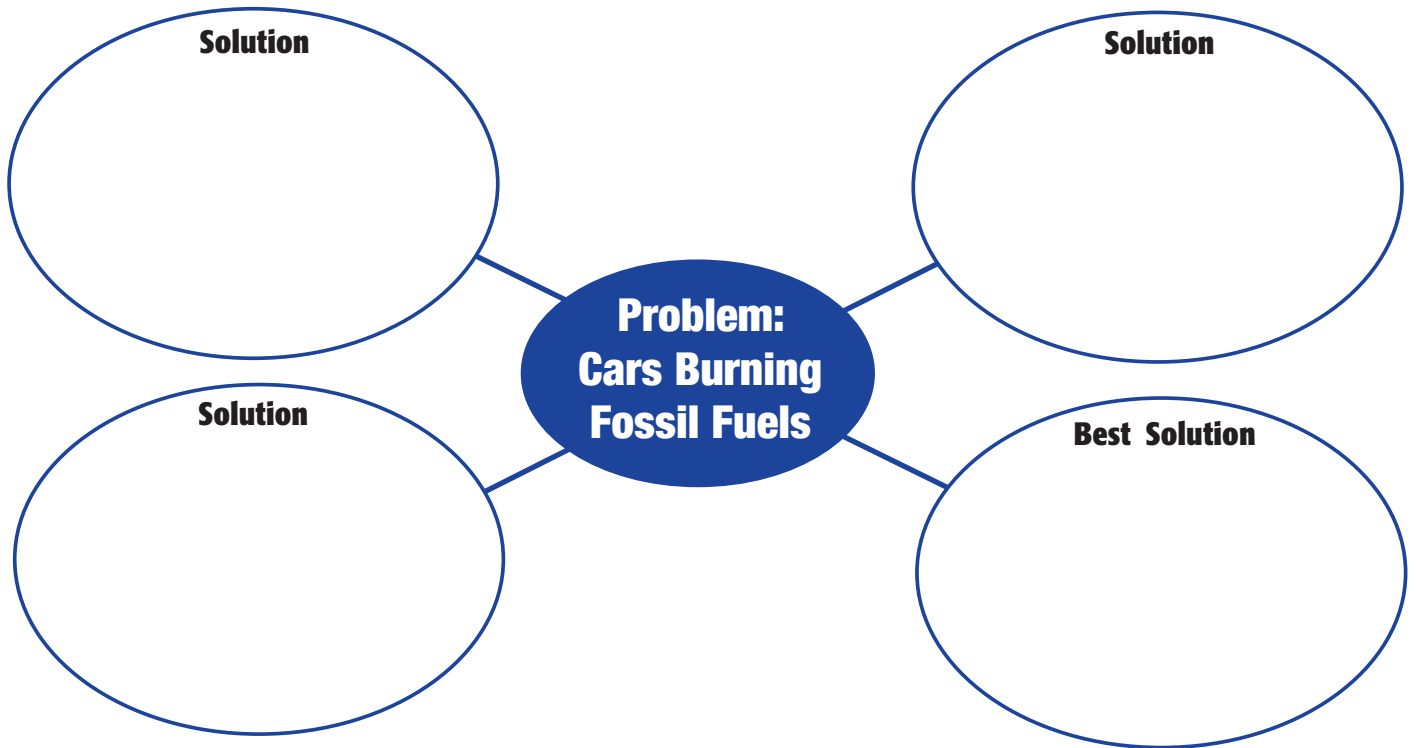 Solution
Solution
Problem:
Cars Burning
Fossil Fuels
Solution
Best Solution